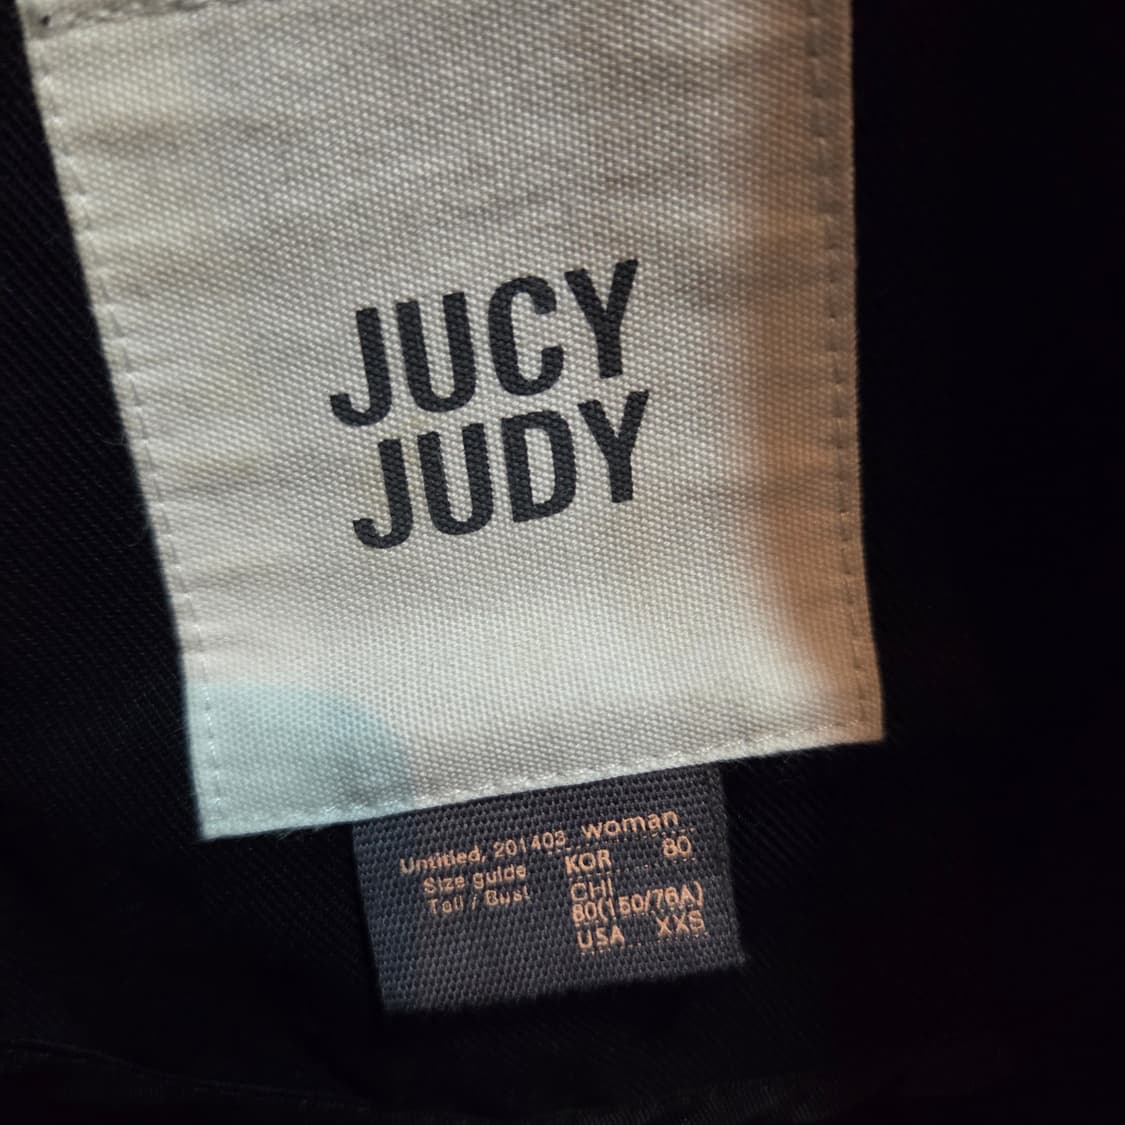 JUCY
JUDY
Untitled, 201403_woman
Size guide KOR 80
Tall / Bust CHI
80(150/76A)
USA XXS